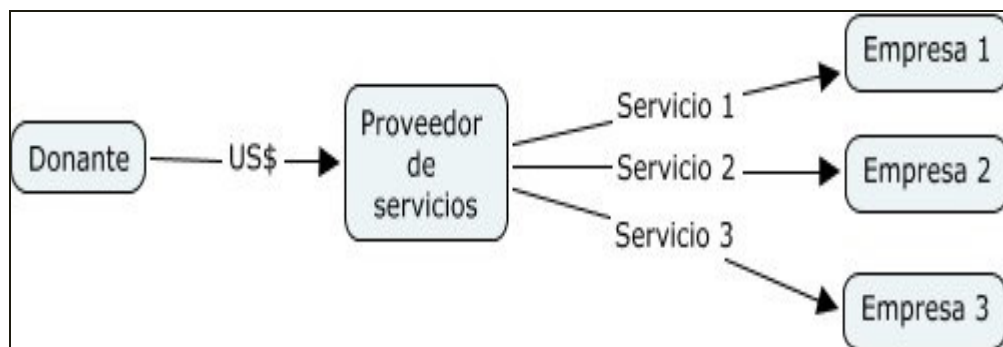 Donante
US$
Proveedor
de
servicios
Servicio 1
Servicio 2
Servicio 3
Empresa 1
Empresa 2
Empresa 3